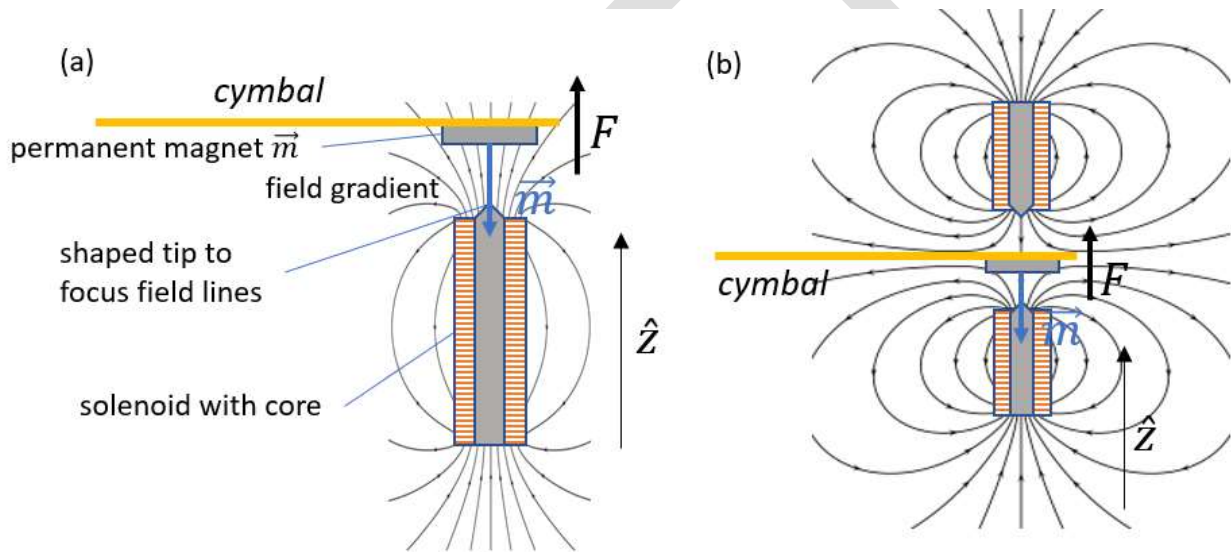 (a)
cymbal
permanent magnet m⃗
F
field gradient
m⃗
shaped tip to
focus field lines
ẑ
solenoid with core
(b)
cymbal
F
m⃗
ẑ